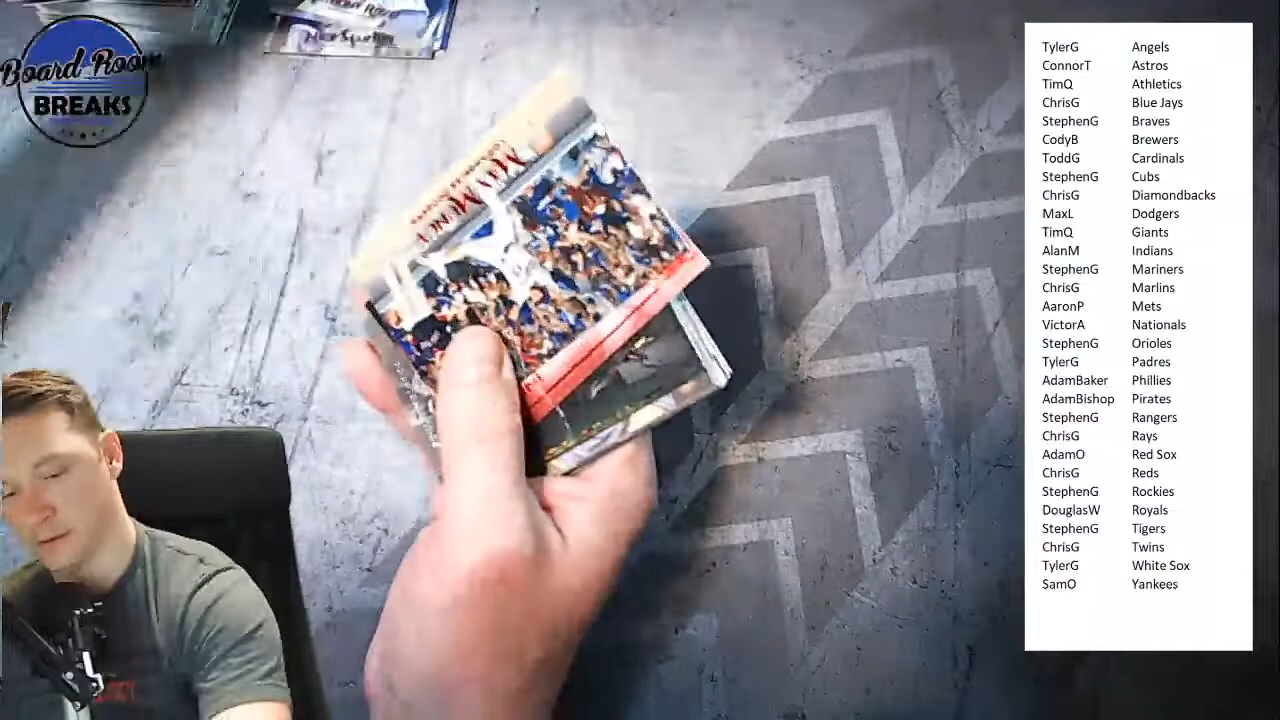 Board Room
BREAKS
MAX MUNCY
TylerG Angels
ConnorT Astros
TimQ Athletics
ChrisG Blue Jays
StephenG Braves
CodyB Brewers
ToddG Cardinals
StephenG Cubs
ChrisG Diamondbacks
MaxL Dodgers
TimQ Giants
AlanM Indians
StephenG Mariners
ChrisG Marlins
AaronP Mets
VictorA Nationals
StephenG Orioles
TylerG Padres
AdamBaker Phillies
AdamBishop Pirates
StephenG Rangers
ChrisG Rays
AdamO Red Sox
ChrisG Reds
StephenG Rockies
DouglasW Royals
StephenG Tigers
ChrisG Twins
TylerG White Sox
SamO Yankees